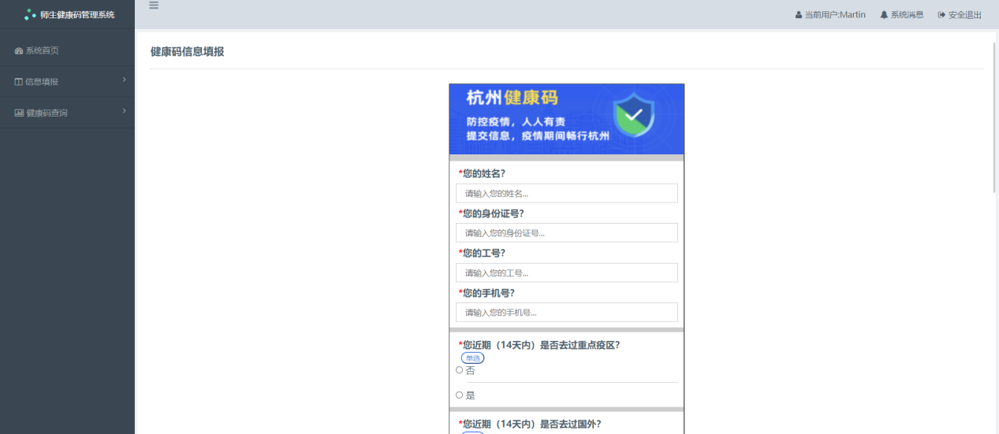 师生健康码管理系统
当前用户:Martin 系统消息 安全退出
系统首页
信息填报
健康码查询
健康码信息填报
杭州健康码
防控疫情，人人有责
提交信息，疫情期间畅行杭州
*您的姓名?
请输入您的姓名...
*您的身份证号?
请输入您的身份证号...
*您的工号?
请输入您的工号...
*您的手机号?
请输入您的手机号...
*您近期（14天内）是否去过重点疫区?
单选
否
是
*您近期（14天内）是否去过国外?